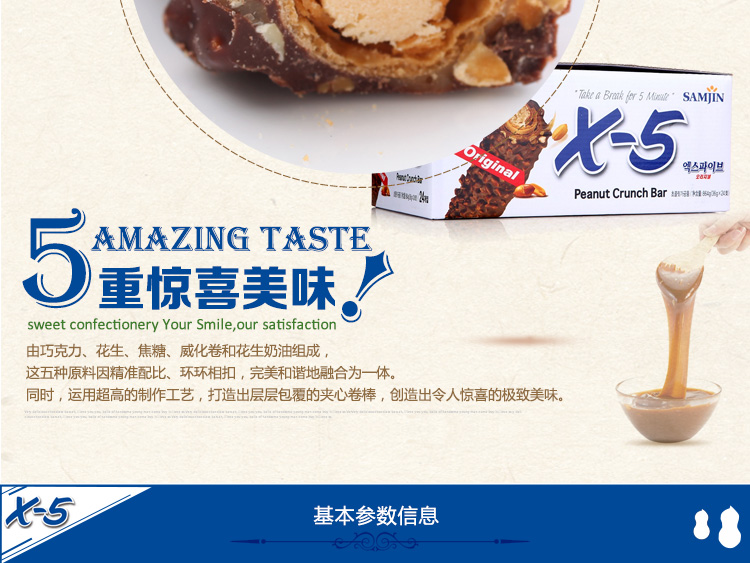 "Take a Break for 5 Minute"
SAMJIN
X-5
Original
엑스파이브
Peanut Crunch Bar
Peanut Crunch Bar
5 AMAZING TASTE
重惊喜美味!
sweet confectionery Your Smile,our satisfaction
由巧克力、花生、焦糖、威化卷和花生奶油组成，
这五种原料因精准配比、环环相扣，完美和谐地融合为一体。
同时，运用超高的制作工艺，打造出层层包覆的夹心卷棒，创造出令人惊喜的极致美味。
X-5
基本参数信息